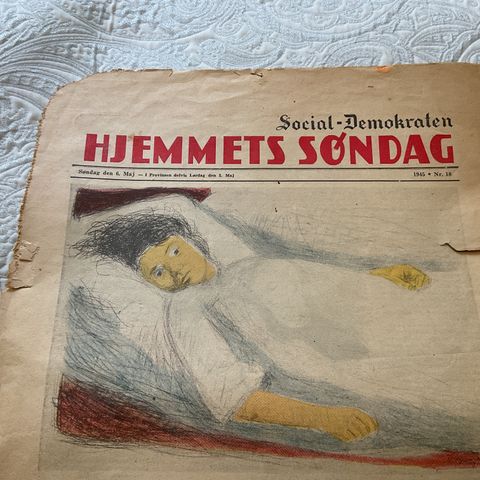 Social-Demokraten
HJEMMETS SØNDAG
Søndag den 6. Maj — i Provinsen delvis Lørdag den 5. Maj 1945 • Nr. 18